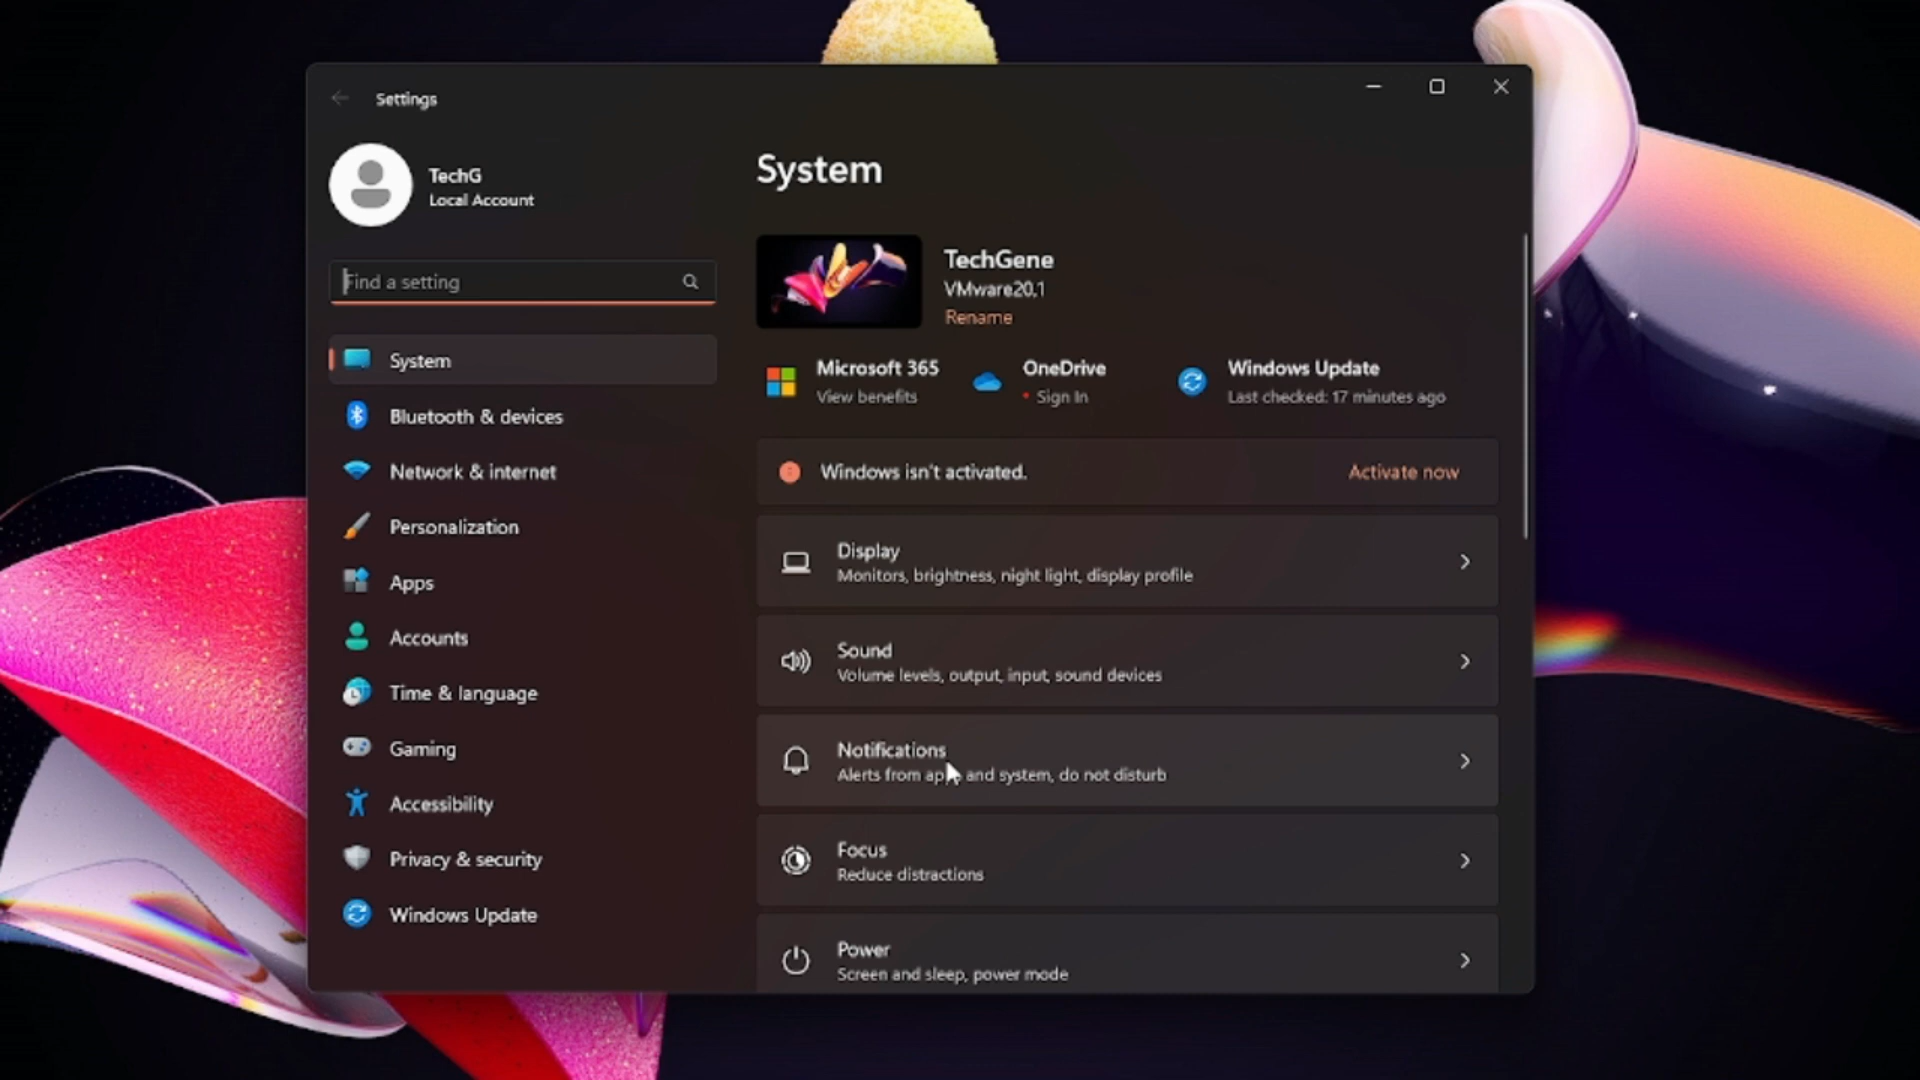 Settings
TechG
Local Account
Find a setting
System
Bluetooth & devices
Network & internet
Personalization
Apps
Accounts
Time & language
Gaming
Accessibility
Privacy & security
Windows Update
System
TechGene
VMware20,1
Rename
Microsoft 365
View benefits
OneDrive
• Sign In
Windows Update
Last checked: 17 minutes ago
Windows isn't activated.
Activate now
Display
Monitors, brightness, night light, display profile
Sound
Volume levels, output, input, sound devices
Notifications
Alerts from apps and system, do not disturb
Focus
Reduce distractions
Power
Screen and sleep, power mode